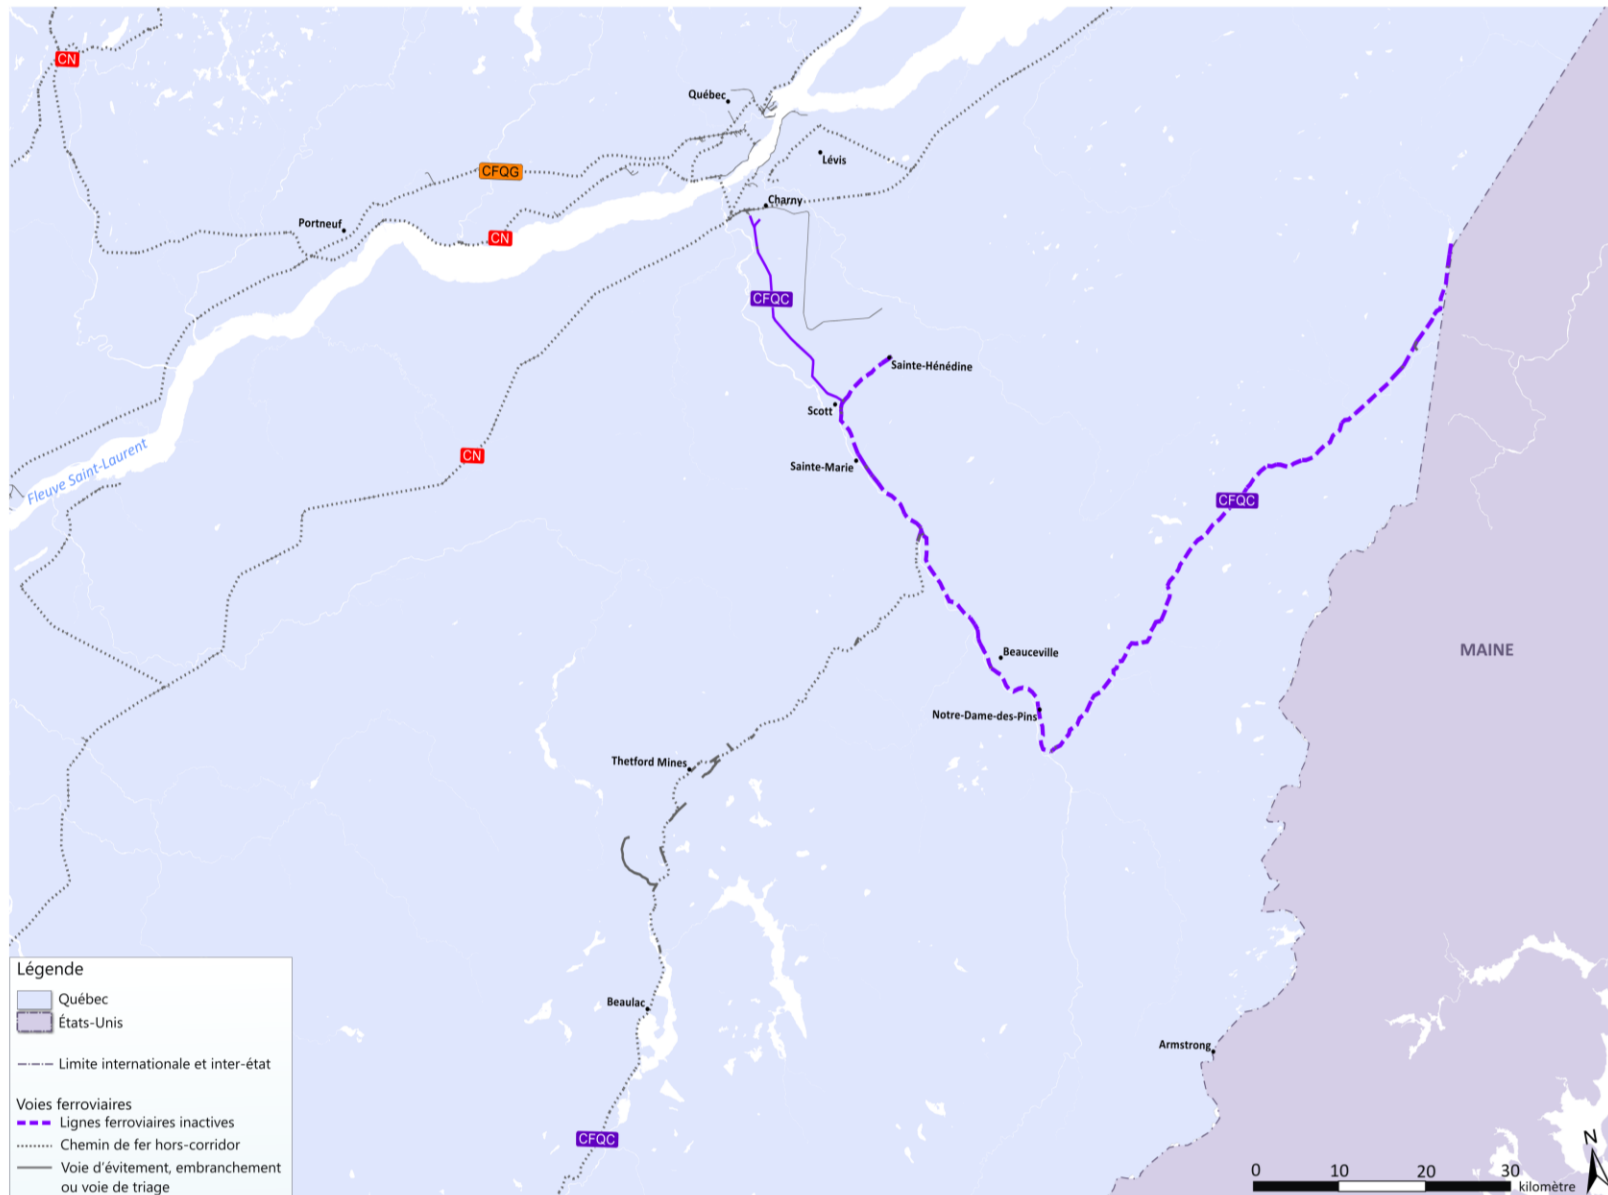 CN
Québec
Lévis
CFQG
Charny
Portneuf
CN
CFQC
Sainte-Hénédine
Scott
CN
Sainte-Marie
Fleuve Saint-Laurent
CFQC
MAINE
Beauceville
Notre-Dame-des-Pins
Thetford Mines
Légende
Québec
États-Unis
Limite internationale et inter-état
Voies ferroviaires
Lignes ferroviaires inactives
Chemin de fer hors-corridor
Voie d'évitement, embranchement
ou voie de triage
Beaulac
Armstrong
CFQC
N
0 10 20 30
kilomètre